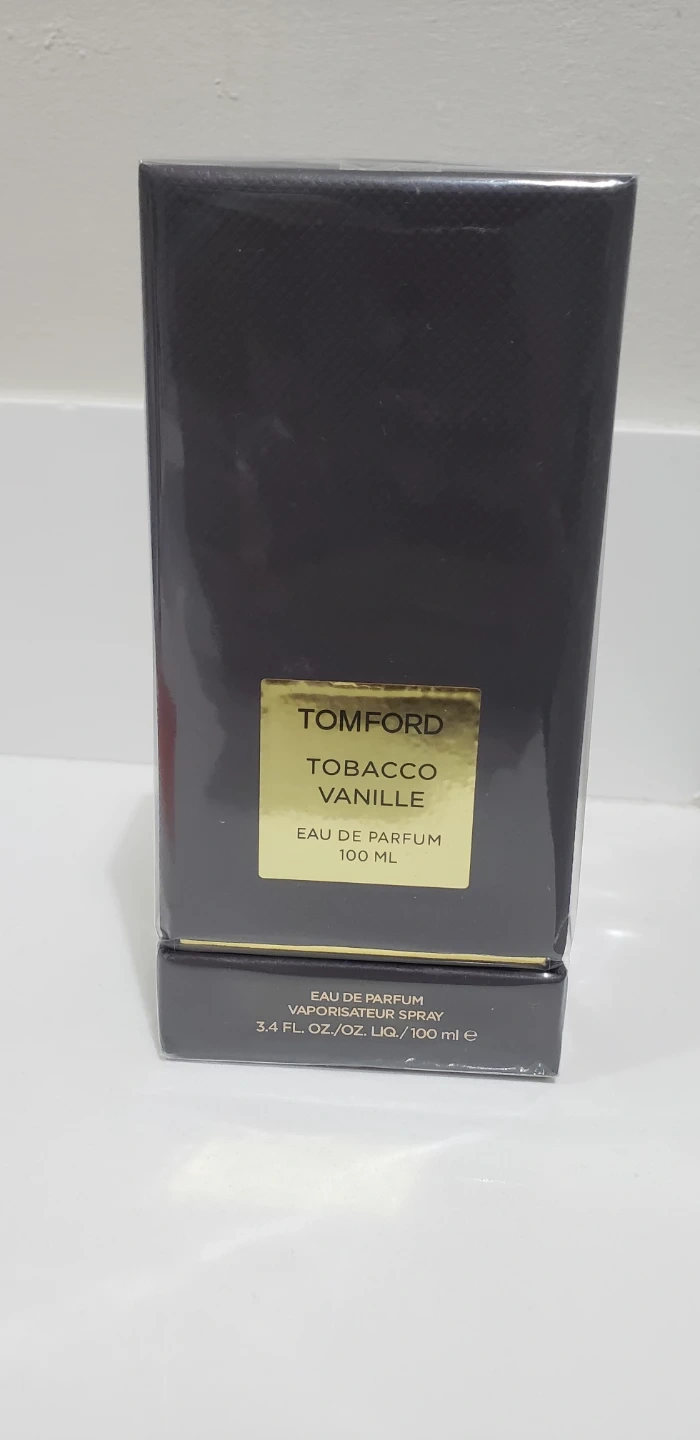 TOMFORD
TOBACCO
VANILLE
EAU DE PARFUM
100 ML
EAU DE PARFUM
VAPORISATEUR SPRAY
3.4 FL. OZ./OZ. LIQ./100 ml ℮